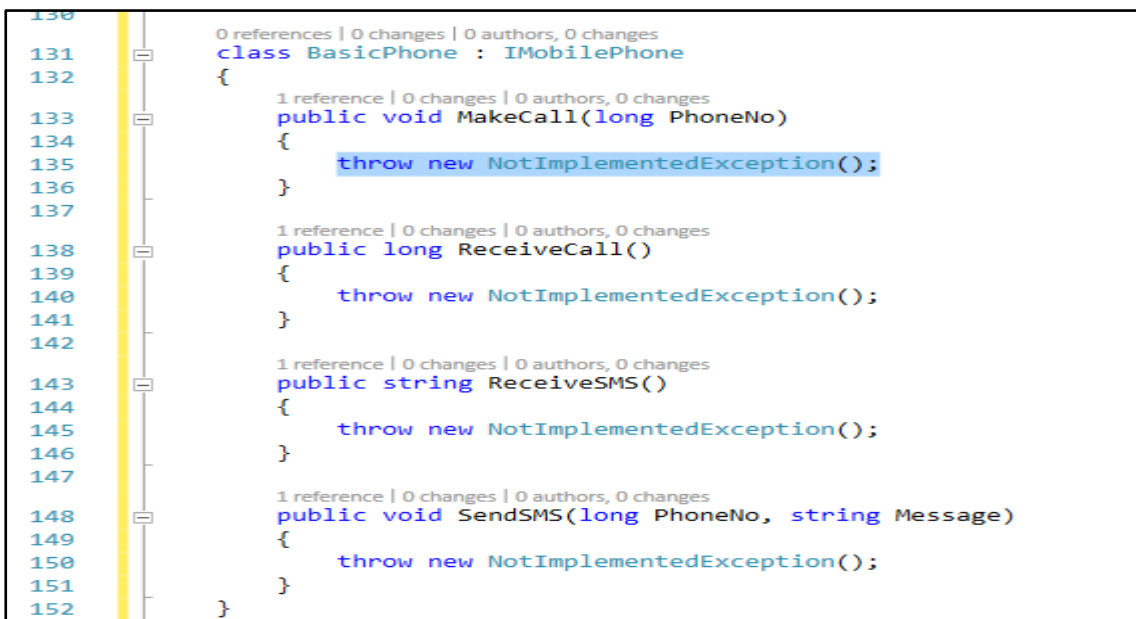 130
0 references | 0 changes | 0 authors, 0 changes
131 class BasicPhone : IMobilePhone
132 {
1 reference | 0 changes | 0 authors, 0 changes
133 public void MakeCall(long PhoneNo)
134 {
135 throw new NotImplementedException();
136 }
137
1 reference | 0 changes | 0 authors, 0 changes
138 public long ReceiveCall()
139 {
140 throw new NotImplementedException();
141 }
142
1 reference | 0 changes | 0 authors, 0 changes
143 public string ReceiveSMS()
144 {
145 throw new NotImplementedException();
146 }
147
1 reference | 0 changes | 0 authors, 0 changes
148 public void SendSMS(long PhoneNo, string Message)
149 {
150 throw new NotImplementedException();
151 }
152 }